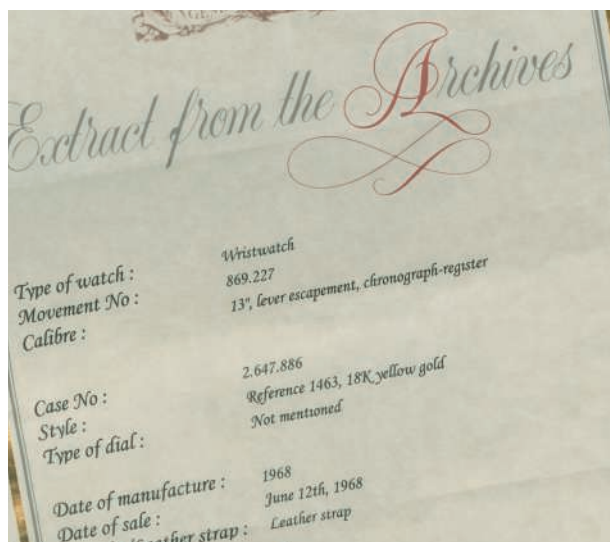 Extract from the Archives
Type of watch : Wristwatch
Movement No : 869.227
Calibre : 13", lever escapement, chronograph-register
Case No : 2.647.886
Style : Reference 1463, 18K yellow gold
Type of dial : Not mentioned
Date of manufacture : 1968
Date of sale : June 12th, 1968
strap : Leather strap